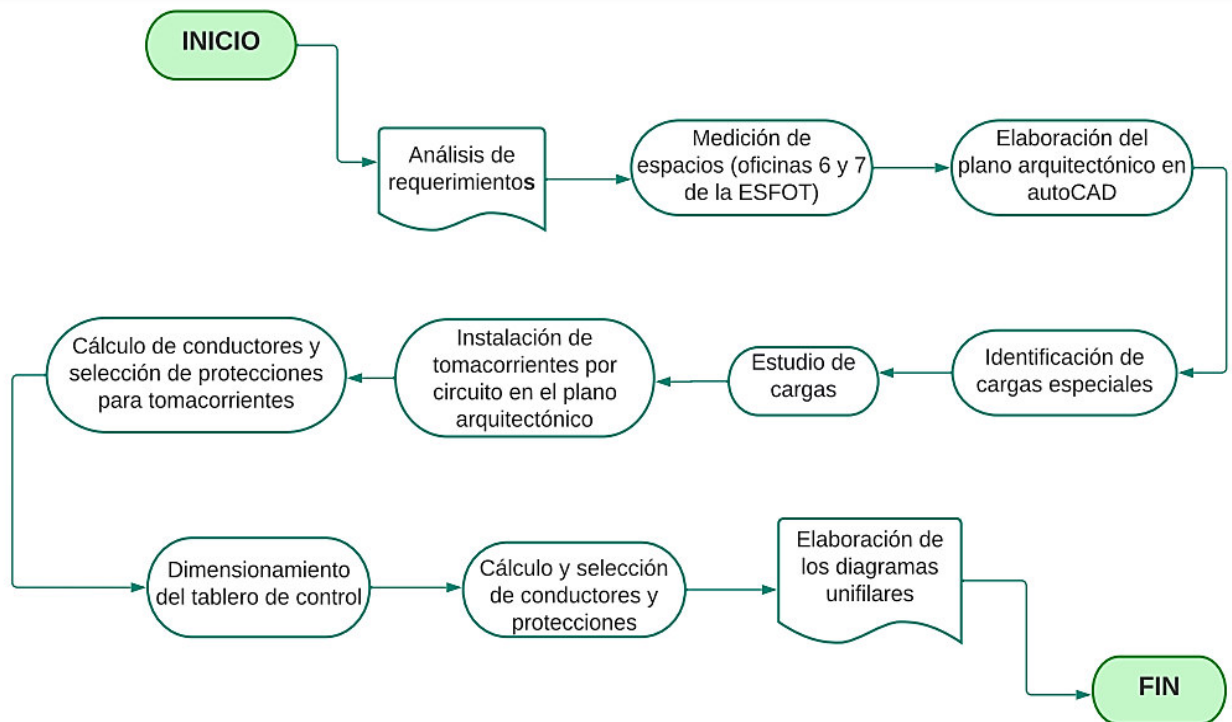 INICIO
Análisis de
requerimientos
Medición de
espacios (oficinas 6 y 7
de la ESFOT)
Elaboración del
plano arquitectónico en
autoCAD
Identificación de
cargas especiales
Estudio de
cargas
Instalación de
tomacorrientes por
circuito en el plano
arquitectónico
Cálculo de conductores y
selección de protecciones
para tomacorrientes
Dimensionamiento
del tablero de control
Cálculo y selección
de conductores y
protecciones
Elaboración de
los diagramas
unifilares
FIN